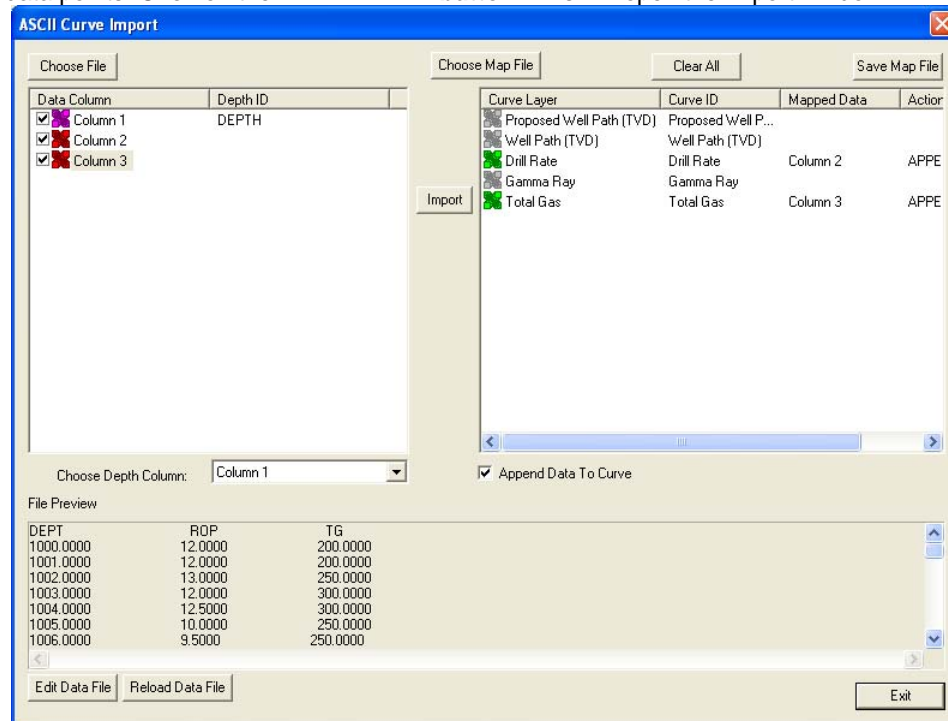 ASCII Curve Import
Choose File
Choose Map File
Clear All
Save Map File
Data Column Depth ID
Column 1 DEPTH
Column 2
Column 3
Import
Curve Layer Curve ID Mapped Data Action
Proposed Well Path (TVD) Proposed Well P...
Well Path (TVD) Well Path (TVD)
Drill Rate Drill Rate Column 2 APPE
Gamma Ray Gamma Ray
Total Gas Total Gas Column 3 APPE
Choose Depth Column: Column 1
Append Data To Curve
File Preview
DEPT ROP TG
1000.0000 12.0000 200.0000
1001.0000 12.0000 200.0000
1002.0000 13.0000 250.0000
1003.0000 12.0000 300.0000
1004.0000 12.5000 300.0000
1005.0000 10.0000 250.0000
1006.0000 9.5000 250.0000
Edit Data File
Reload Data File
Exit